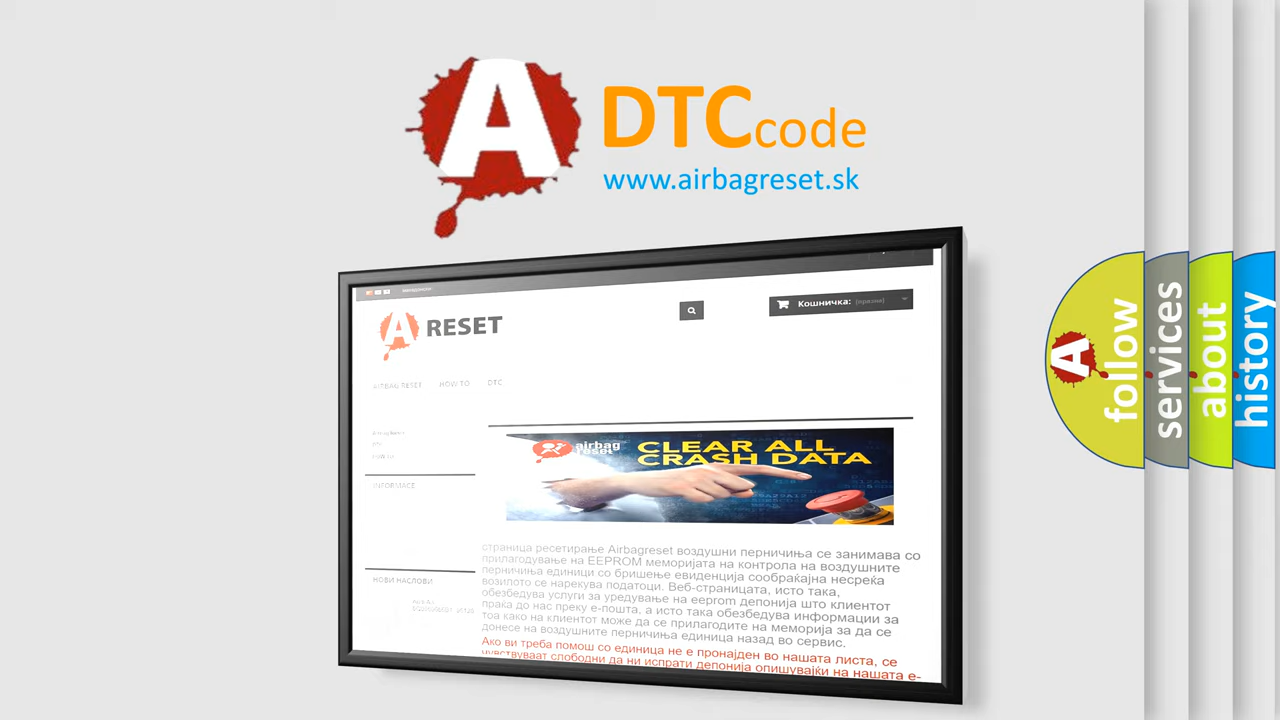 A DTC code
www.airbagreset.sk
A RESET
Кошничка: (празни)
AIRBAG RESET HOW TO DTC
INFORMACE
НОВИ НАСЛОВИ
airbag reset
CLEAR ALL
CRASH DATA
страница ресетирање Airbagreset воздушни перничиња се занимава со
прилагодување на EEPROM меморијата на контрола на воздушните
перничиња единици со бришење евиденција сообраќајна несреќа
возилото се нарекува податоци. Веб-страницата, исто така,
обезбедува услуги за уредување на eeprom депонија што клиентот
праќа до нас преку е-пошта, а исто така обезбедува информации за
тоа како на клиентот може да се прилагодите на меморија за да се
донесе на воздушните перничиња единица назад во сервис.
Ако ви треба помош со единица не е пронајден во нашата листа, се
чувствуваат слободни да ни испрати депонија опишувајќи на нашата е-
A follow
services
about
history